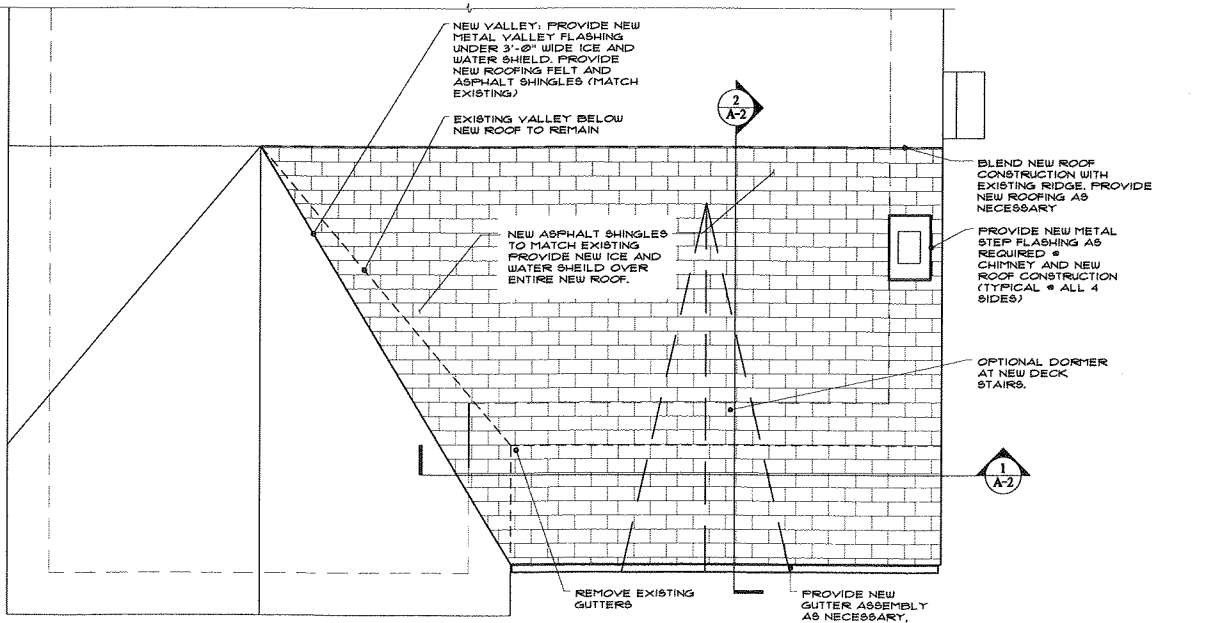 NEW VALLEY: PROVIDE NEW
METAL VALLEY FLASHING
UNDER 3'-0" WIDE ICE AND
WATER SHIELD. PROVIDE
NEW ROOFING FELT AND
ASPHALT SHINGLES (MATCH
EXISTING)
EXISTING VALLEY BELOW
NEW ROOF TO REMAIN
2
A-2
BLEND NEW ROOF
CONSTRUCTION WITH
EXISTING RIDGE. PROVIDE
NEW ROOFING AS
NECESSARY
PROVIDE NEW METAL
STEP FLASHING AS
REQUIRED @
CHIMNEY AND NEW
ROOF CONSTRUCTION
(TYPICAL @ ALL 4
SIDES)
NEW ASPHALT SHINGLES
TO MATCH EXISTING
PROVIDE NEW ICE AND
WATER SHEILD OVER
ENTIRE NEW ROOF.
OPTIONAL DORMER
AT NEW DECK
STAIRS.
1
A-2
REMOVE EXISTING
GUTTERS
PROVIDE NEW
GUTTER ASSEMBLY
AS NECESSARY,